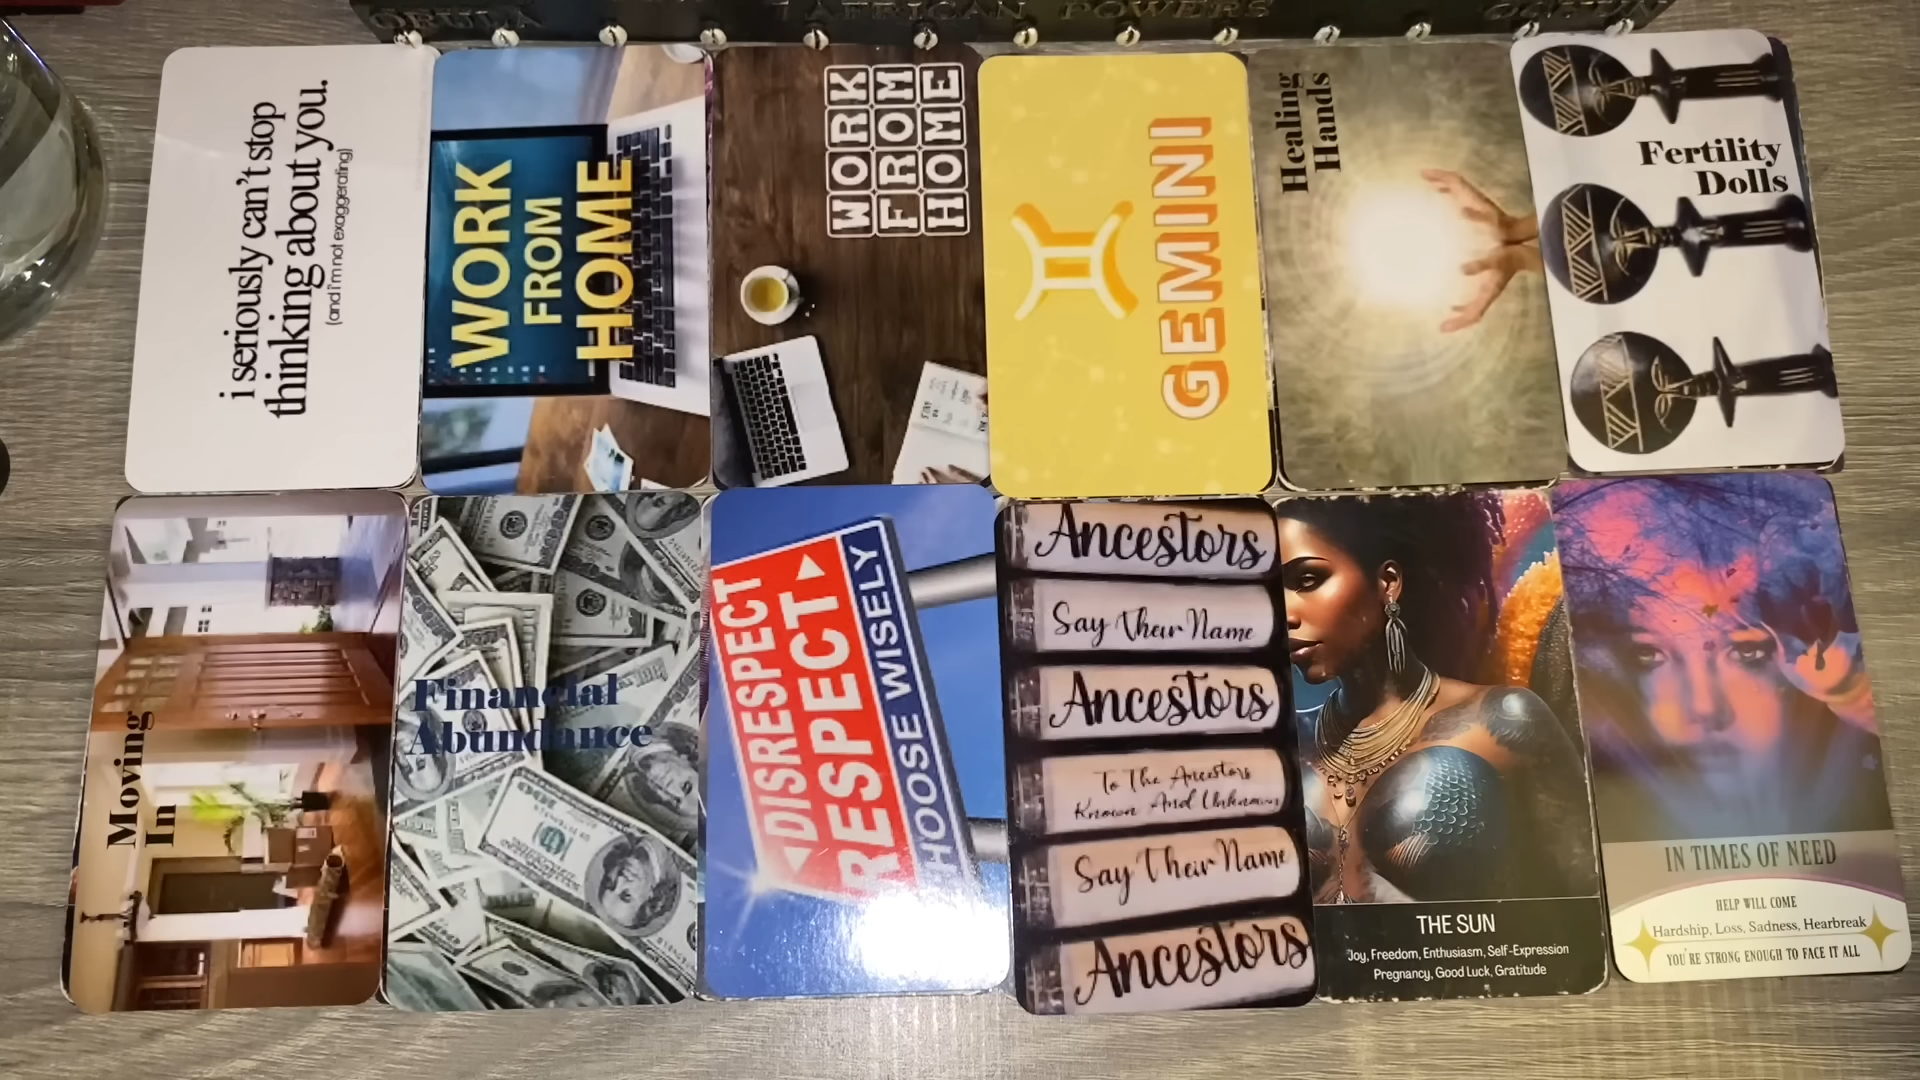 7 AFRICAN POWERS
i seriously can't stop
thinking about you.
(and i'm not exaggerating)
WORK
FROM
HOME
WORK
FROM
HOME
GEMINI
Healing
Hands
Fertility
Dolls
Moving
In
Financial
Abundance
DISRESPECT
RESPECT
CHOOSE WISELY
Ancestors
Say Their Name
Ancestors
To The Ancestors
Known And Unknown
Say Their Name
Ancestors
THE SUN
Joy, Freedom, Enthusiasm, Self-Expression
Pregnancy, Good Luck, Gratitude
IN TIMES OF NEED
HELP WILL COME
Hardship, Loss, Sadness, Hearbreak
YOU'RE STRONG ENOUGH TO FACE IT ALL